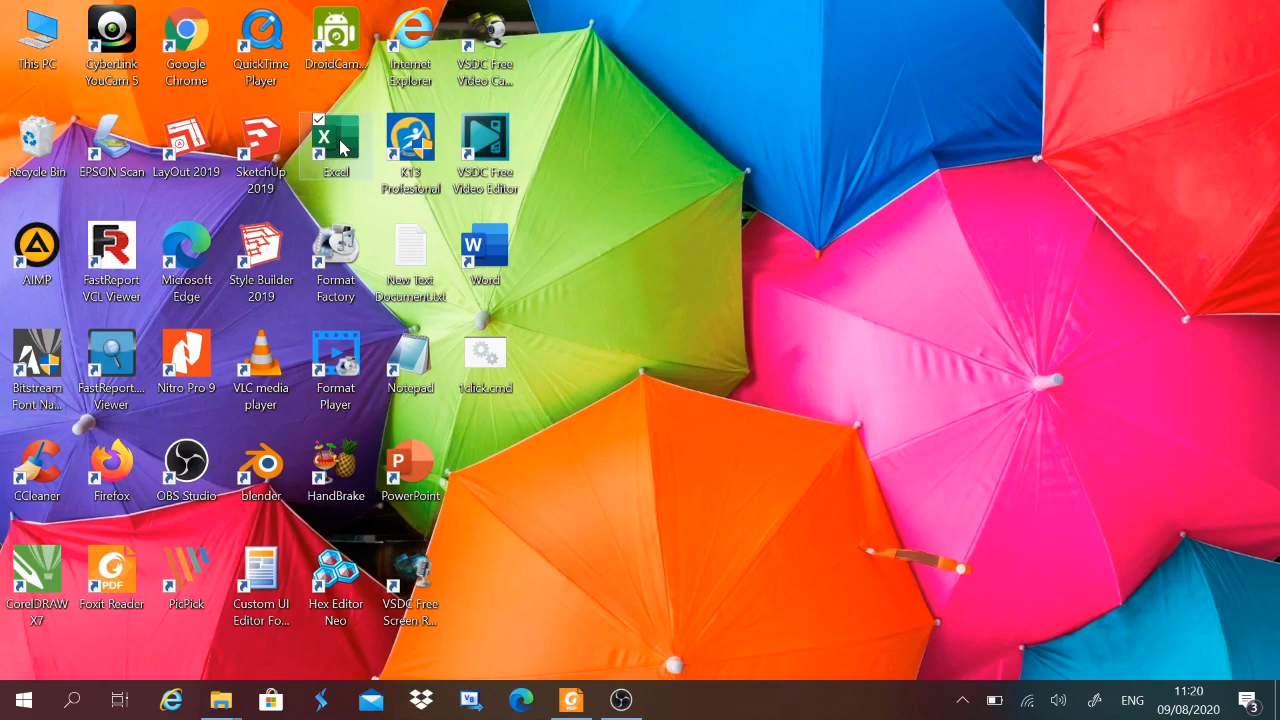 This PC
CyberLink
YouCam 5
Google
Chrome
QuickTime
Player
DroidCam...
Internet
Explorer
VSDC Free
Video Ca...
Recycle Bin
EPSON Scan
LayOut 2019
SketchUp
2019
Excel
K13
Profesional
VSDC Free
Video Editor
AIMP
FastReport
VCL Viewer
Microsoft
Edge
Style Builder
2019
Format
Factory
New Text
Document.txt
Word
Bitstream
Font Na...
FastReport....
Viewer
Nitro Pro 9
VLC media
player
Format
Player
Notepad
1click.cmd
CCleaner
Firefox
OBS Studio
blender
HandBrake
PowerPoint
CorelDRAW
X7
Foxit Reader
PicPick
Custom UI
Editor Fo...
Hex Editor
Neo
VSDC Free
Screen R...
ENG
11:20
09/08/2020
3